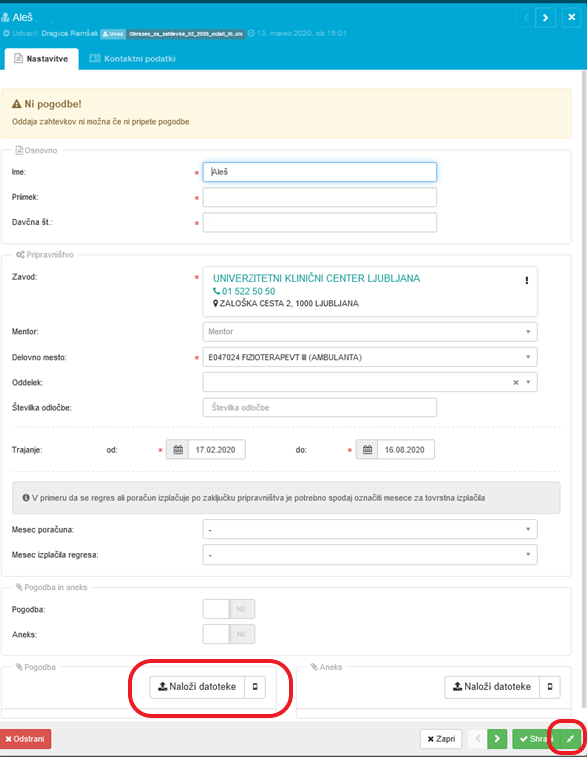 Aleš
Ustvaril: Dragica Ramšak Uvoz Obrazec_za_zahtevke_02_2020_ostali_III..xls 13. marec 2020, ob 15:01
Nastavitve Kontaktni podatki
Ni pogodbe!
Oddaja zahtevkov ni možna če ni pripete pogodbe
Osnovno
Ime: * Aleš
Priimek: *
Davčna št.: *
Pripravništvo
Zavod: * UNIVERZITETNI KLINIČNI CENTER LJUBLJANA
01 522 50 50
ZALOŠKA CESTA 2, 1000 LJUBLJANA
Mentor: Mentor
Delovno mesto: * E047024 FIZIOTERAPEVT III (AMBULANTA)
Oddelek:
Številka odločbe: Številka odločbe
Trajanje: od: * 17.02.2020 do: * 16.08.2020
V primeru da se regres ali poračun izplačuje po zaključku pripravništva je potrebno spodaj označiti mesece za tovrstna izplačila
Mesec poračuna: -
Mesec izplačila regresa: -
Pogodba in aneks
Pogodba: NE
Aneks: NE
Pogodba Aneks
Naloži datoteke Naloži datoteke
Odstrani Zapri Shrani